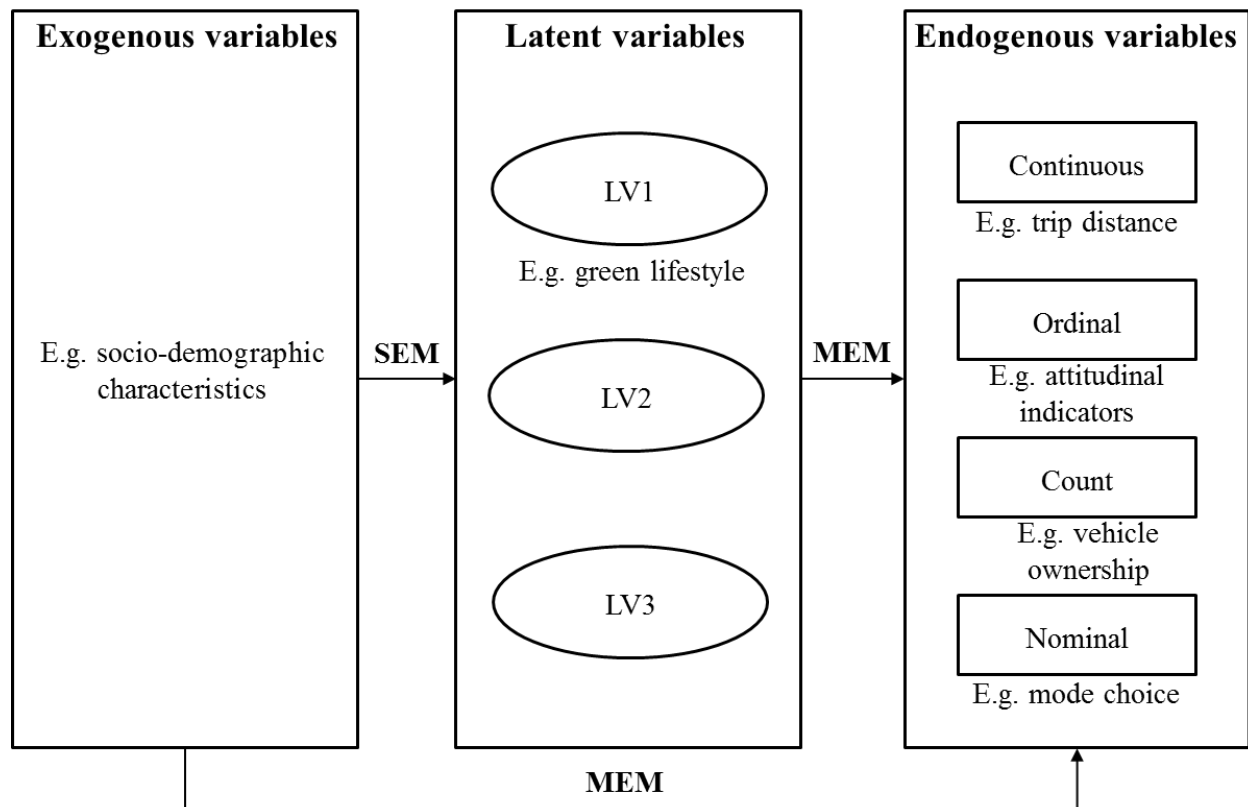 Exogenous variables
E.g. socio-demographic
characteristics
SEM
Latent variables
LV1
E.g. green lifestyle
LV2
LV3
MEM
Endogenous variables
Continuous
E.g. trip distance
Ordinal
E.g. attitudinal
indicators
Count
E.g. vehicle
ownership
Nominal
E.g. mode choice
MEM